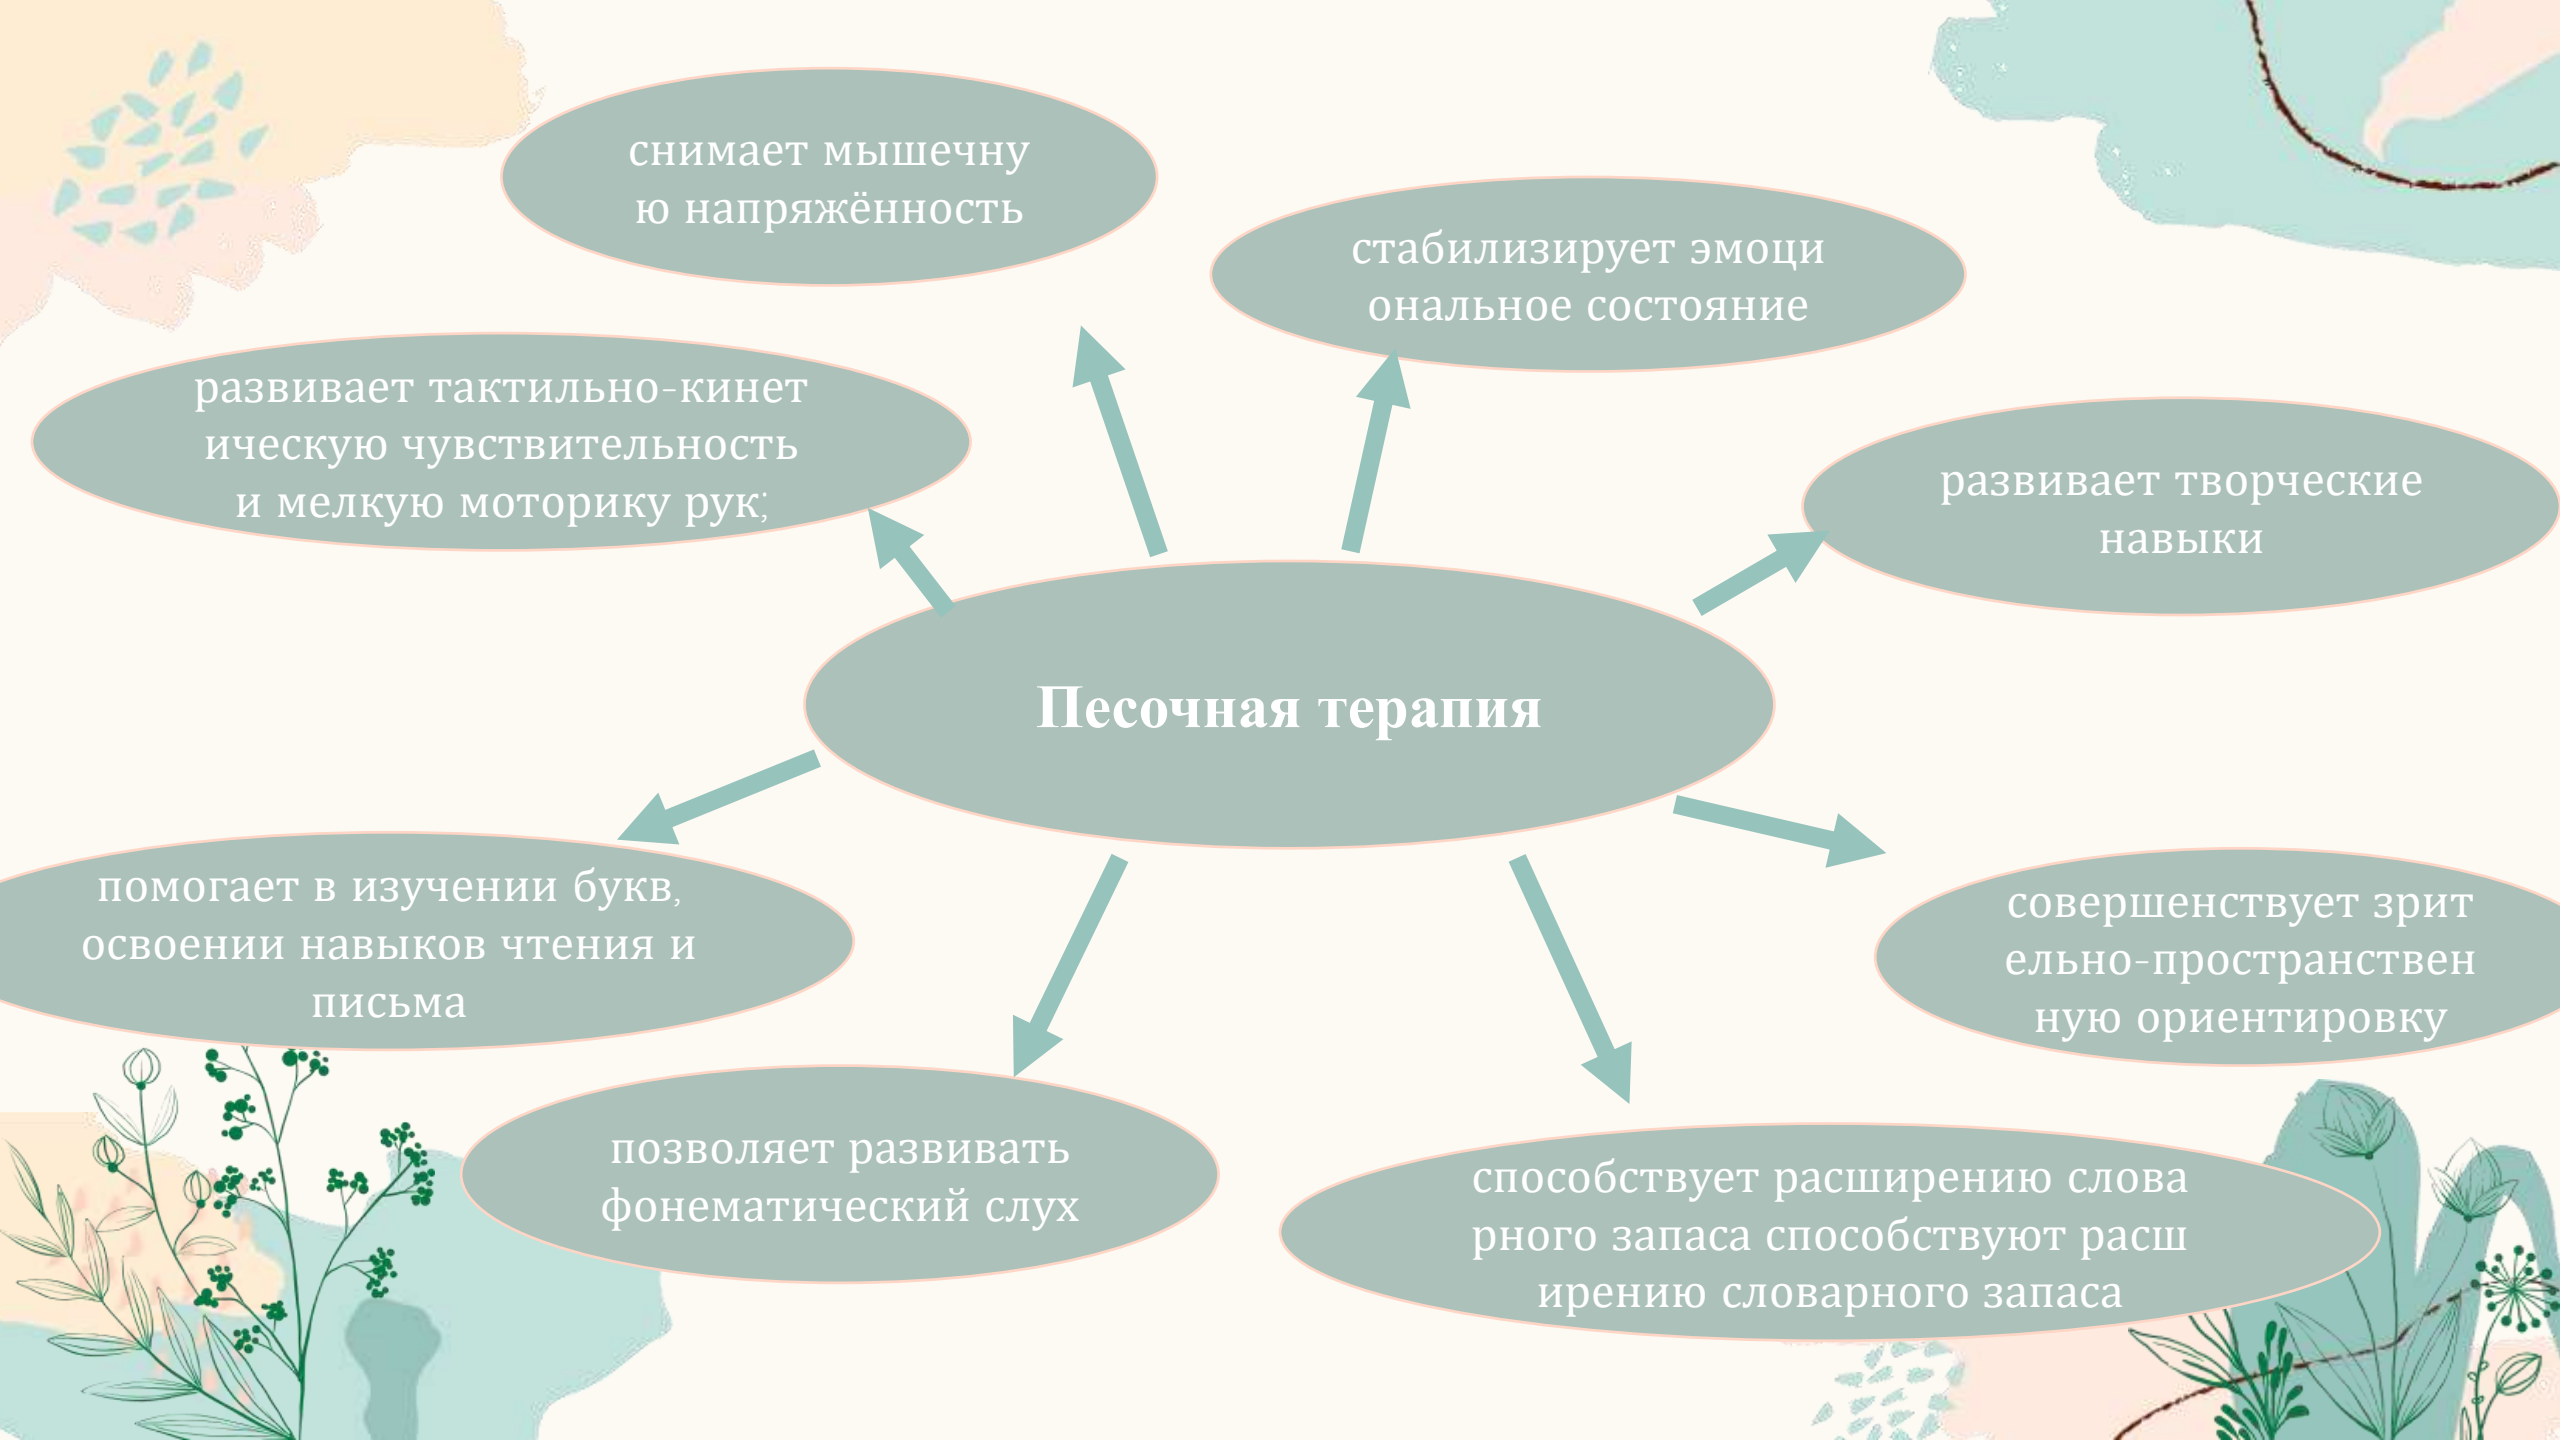 снимает мышечну
ю напряжённость
стабилизирует эмоци
ональное состояние
развивает тактильно-кинет
ическую чувствительность
и мелкую моторику рук;
развивает творческие
навыки
Песочная терапия
помогает в изучении букв,
освоении навыков чтения и
письма
совершенствует зрит
ельно-пространствен
ную ориентировку
позволяет развивать
фонематический слух
способствует расширению слова
рного запаса способствуют расш
ирению словарного запаса